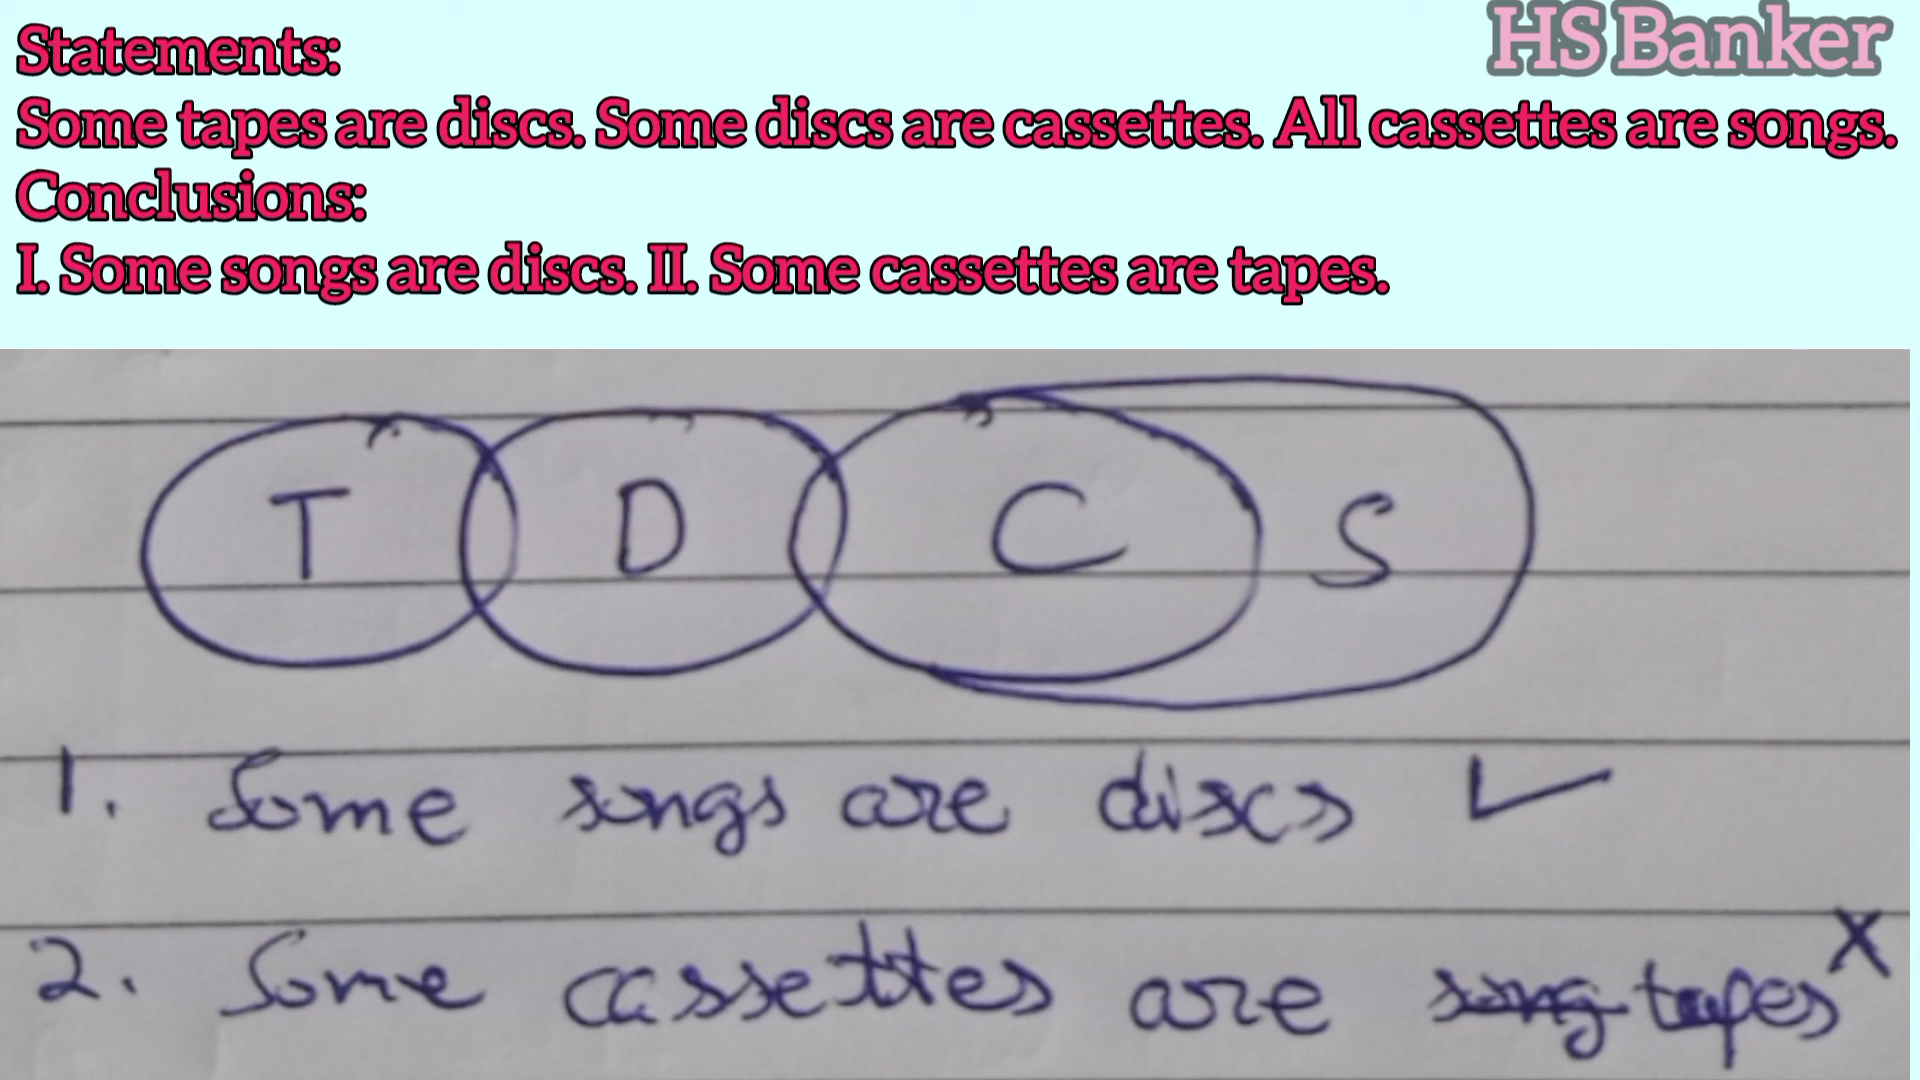 HS Banker
Statements:
Some tapes are discs. Some discs are cassettes. All cassettes are songs.
Conclusions:
I. Some songs are discs. II. Some cassettes are tapes.
T D C S
1. Some songs are discs ✓
2. Some cassettes are song tapes X